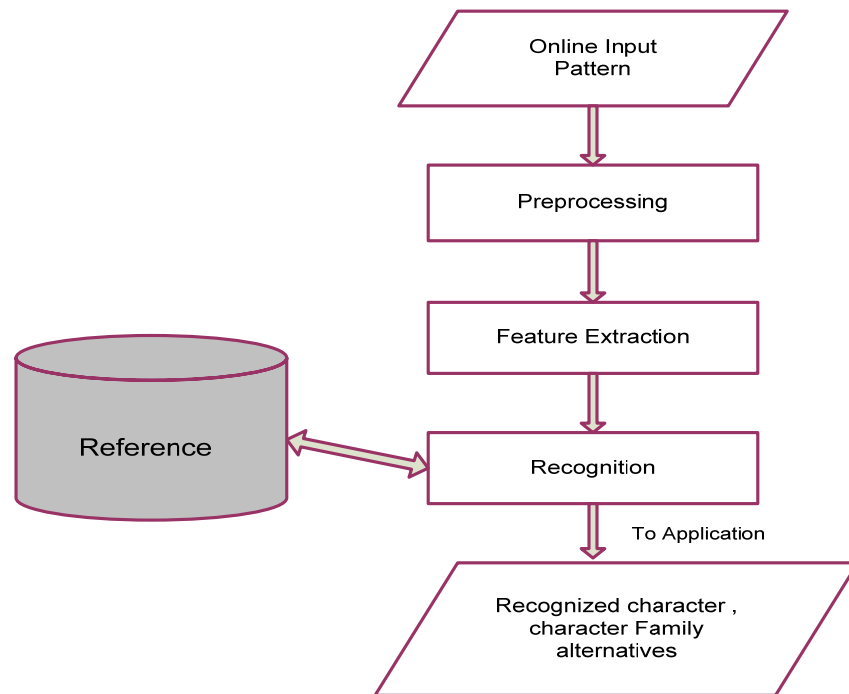 Online Input
Pattern
Preprocessing
Feature Extraction
Reference
Recognition
To Application
Recognized character ,
character Family
alternatives